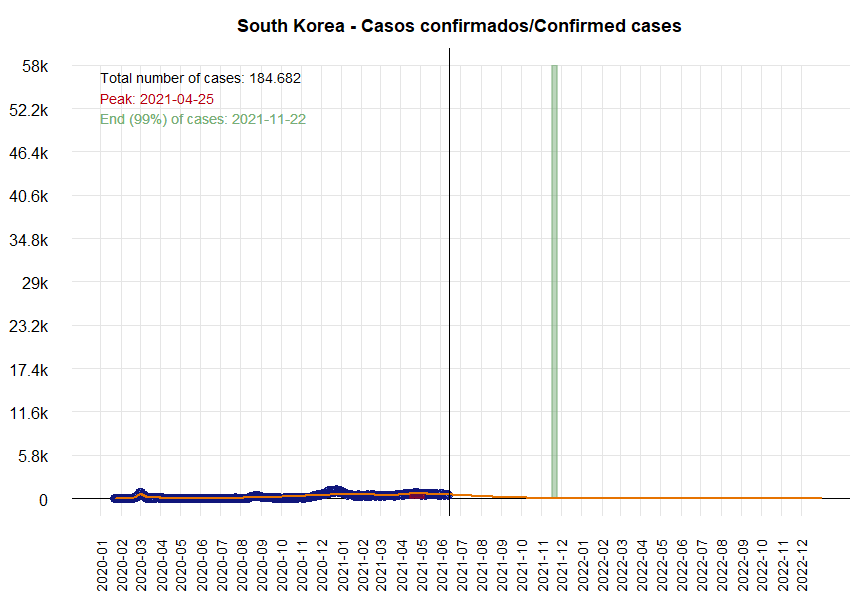 South Korea - Casos confirmados/Confirmed cases
58k
Total number of cases: 184.682
Peak: 2021-04-25
52.2k
End (99%) of cases: 2021-11-22
46.4k
40.6k
34.8k
29k
23.2k
17.4k
11.6k
5.8k
0
2020-01
2020-02
2020-03
2020-04
2020-05
2020-06
2020-07
2020-08
2020-09
2020-10
2020-11
2020-12
2021-01
2021-02
2021-03
2021-04
2021-05
2021-06
2021-07
2021-08
2021-09
2021-10
2021-11
2021-12
2022-01
2022-02
2022-03
2022-04
2022-05
2022-06
2022-07
2022-08
2022-09
2022-10
2022-11
2022-12